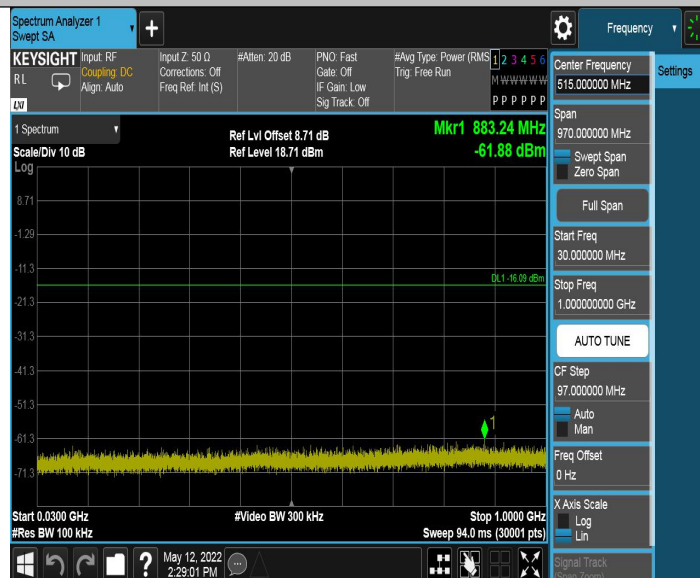 Spectrum Analyzer 1
Swept SA
+
Frequency
KEYSIGHT
RL
LXI
Input: RF
Coupling: DC
Align: Auto
Input Z: 50 Ω
Corrections: Off
Freq Ref: Int (S)
#Atten: 20 dB
PNO: Fast
Gate: Off
IF Gain: Low
Sig Track: Off
#Avg Type: Power (RMS
Trig: Free Run
1 2 3 4 5 6
M W W W W W
P P P P P P
Center Frequency
515.000000 MHz
Settings
1 Spectrum
Scale/Div 10 dB
Log
Ref Lvl Offset 8.71 dB
Ref Level 18.71 dBm
Mkr1 883.24 MHz
-61.88 dBm
8.71
-1.29
-11.3
-21.3
-31.3
-41.3
-51.3
-61.3
-71.3
DL1 -16.09 dBm
1
Span
970.000000 MHz
Swept Span
Zero Span
Full Span
Start Freq
30.000000 MHz
Stop Freq
1.000000000 GHz
AUTO TUNE
CF Step
97.000000 MHz
Auto
Man
Freq Offset
0 Hz
X Axis Scale
Log
Lin
Signal Track
(Span Zoom)
Start 0.0300 GHz
#Res BW 100 kHz
#Video BW 300 kHz
Stop 1.0000 GHz
Sweep 94.0 ms (30001 pts)
?
May 12, 2022
2:29:01 PM